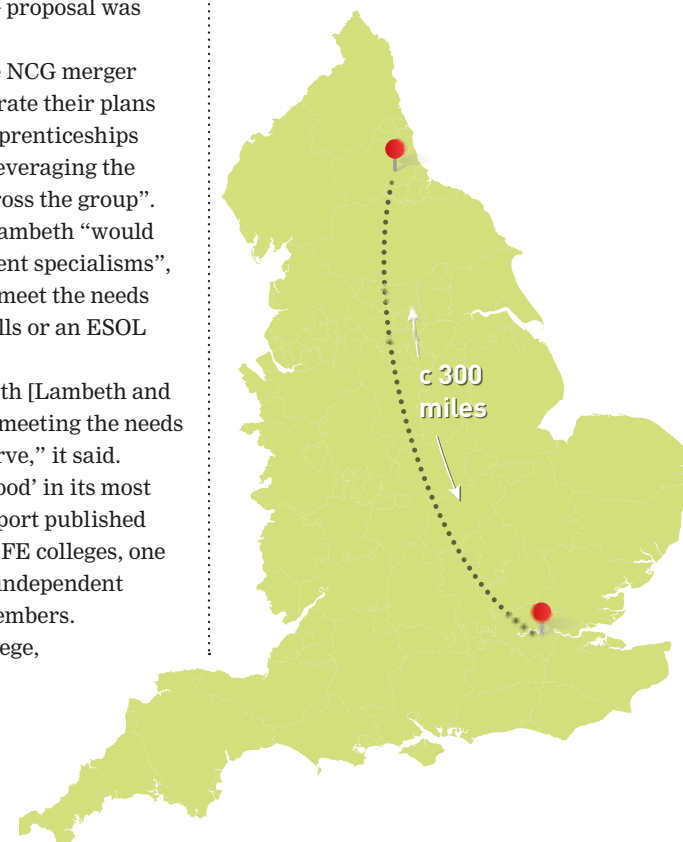 proposal was
NCG merger
rate their plans
prenticeships
everaging the
ross the group”.
ambeth “would
ent specialisms”,
meet the needs
lls or an ESOL
th [Lambeth and
meeting the needs
rve,” it said.
ood’ in its most
port published
FE colleges, one
independent
embers.
ege,
c 300
miles